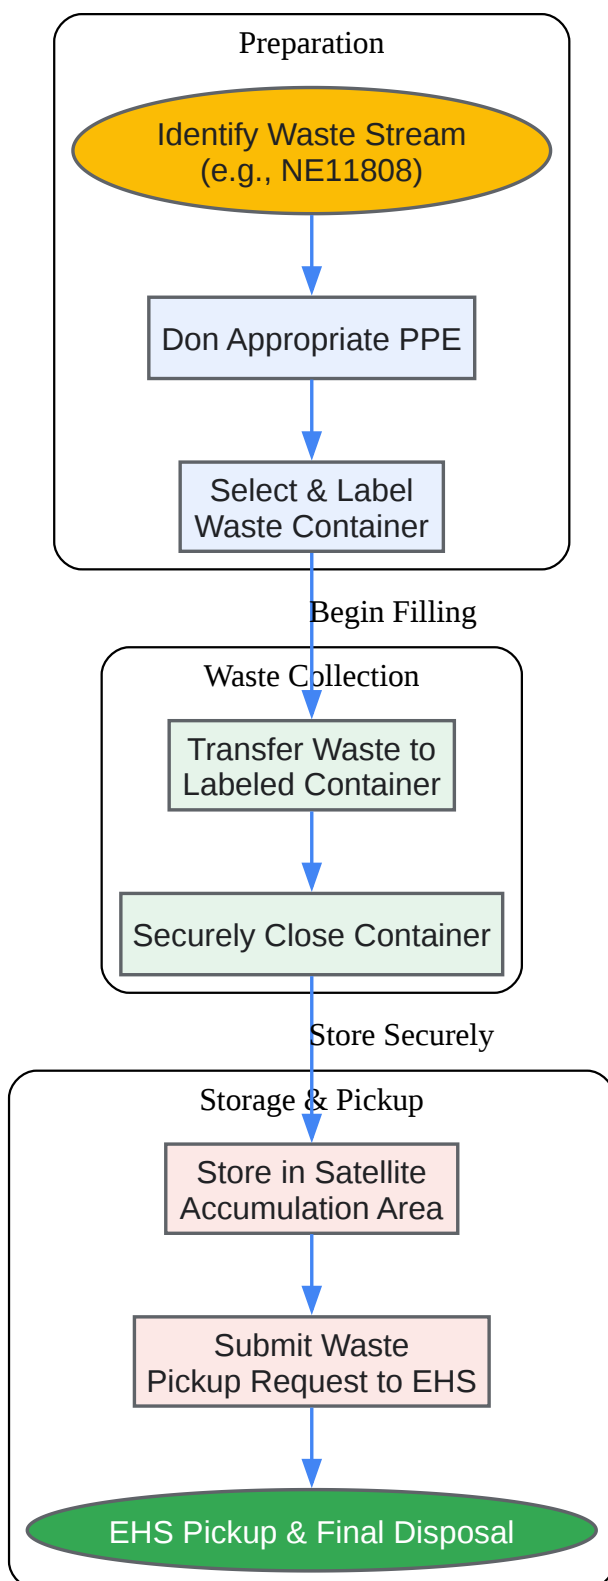 Preparation
Identify Waste Stream
(e.g., NE11808)
Don Appropriate PPE
Select & Label
Waste Container
Begin Filling
Waste Collection
Transfer Waste to
Labeled Container
Securely Close Container
Store Securely
Storage & Pickup
Store in Satellite
Accumulation Area
Submit Waste
Pickup Request to EHS
EHS Pickup & Final Disposal